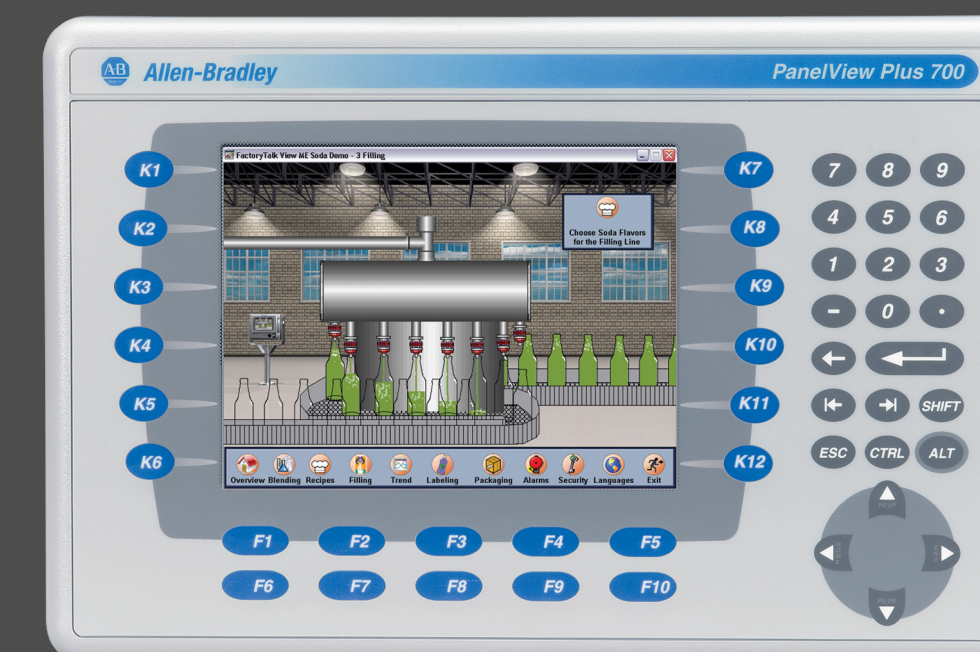 AB
Allen-Bradley
PanelView Plus 700
FactoryTalk View ME Soda Demo - 3 Filling
K1
K2
K3
K4
K5
K6
Choose Soda Flavors
for the Filling Line
K7
K8
K9
K10
K11
K12
Overview Blending Recipes Filling Trend Labeling Packaging Alarms Security Languages Exit
F1 F2 F3 F4 F5
F6 F7 F8 F9 F10
7 8 9
4 5 6
1 2 3
- 0 .
SHIFT
ESC CTRL ALT